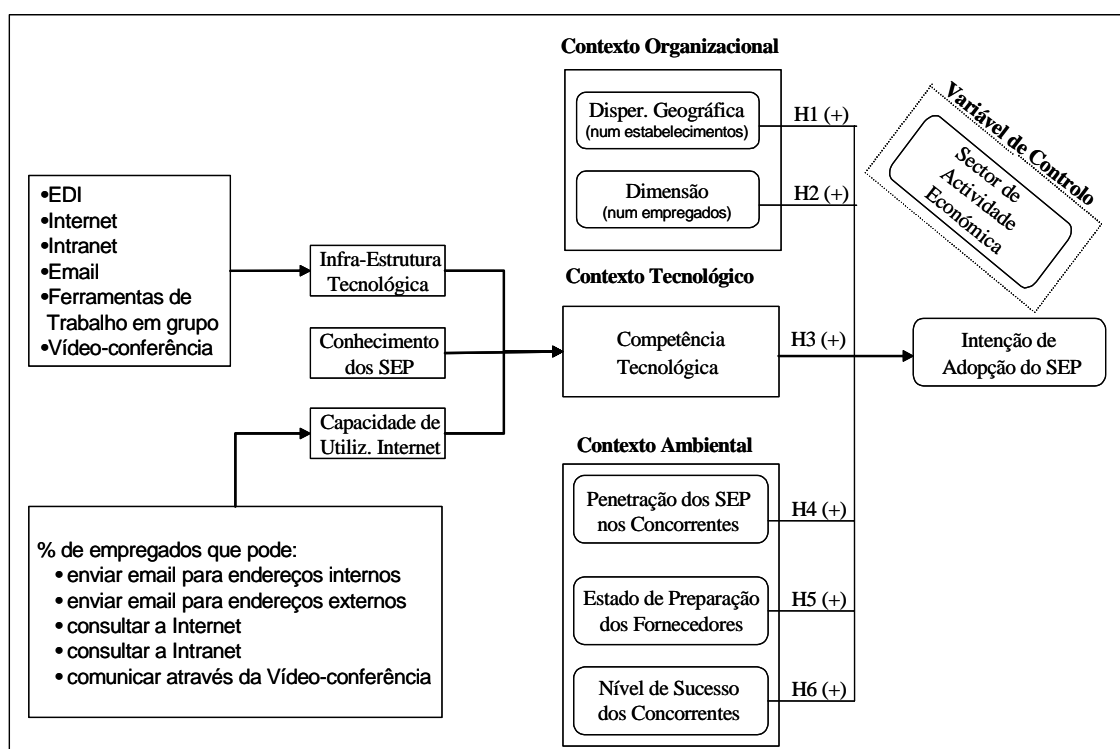 •EDI
•Internet
•Intranet
•Email
•Ferramentas de
Trabalho em grupo
•Vídeo-conferência
% de empregados que pode:
• enviar email para endereços internos
• enviar email para endereços externos
• consultar a Internet
• consultar a Intranet
• comunicar através da Vídeo-conferência
Infra-Estrutura
Tecnológica
Conhecimento
dos SEP
Capacidade de
Utiliz. Internet
Contexto Organizacional
Disper. Geográfica
(num estabelecimentos)
Dimensão
(num empregados)
Contexto Tecnológico
Competência
Tecnológica
Contexto Ambiental
Penetração dos SEP
nos Concorrentes
Estado de Preparação
dos Fornecedores
Nível de Sucesso
dos Concorrentes
H1 (+)
H2 (+)
H3 (+)
H4 (+)
H5 (+)
H6 (+)
Variável de Controlo
Sector de
Actividade
Económica
Intenção de
Adopção do SEP